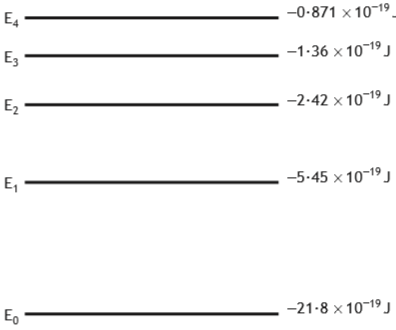 E₄ −0·871 × 10⁻¹⁹ J
E₃ −1·36 × 10⁻¹⁹ J
E₂ −2·42 × 10⁻¹⁹ J
E₁ −5·45 × 10⁻¹⁹ J
E₀ −21·8 × 10⁻¹⁹ J